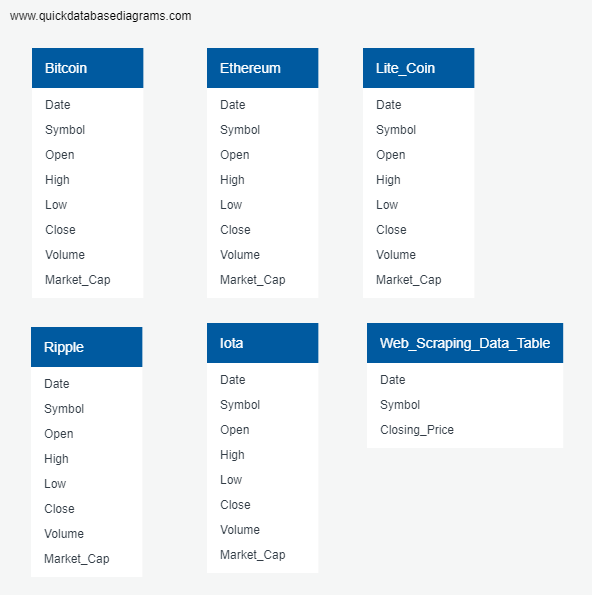 www.quickdatabasediagrams.com
Bitcoin
Date
Symbol
Open
High
Low
Close
Volume
Market_Cap
Ethereum
Date
Symbol
Open
High
Low
Close
Volume
Market_Cap
Lite_Coin
Date
Symbol
Open
High
Low
Close
Volume
Market_Cap
Ripple
Date
Symbol
Open
High
Low
Close
Volume
Market_Cap
Iota
Date
Symbol
Open
High
Low
Close
Volume
Market_Cap
Web_Scraping_Data_Table
Date
Symbol
Closing_Price